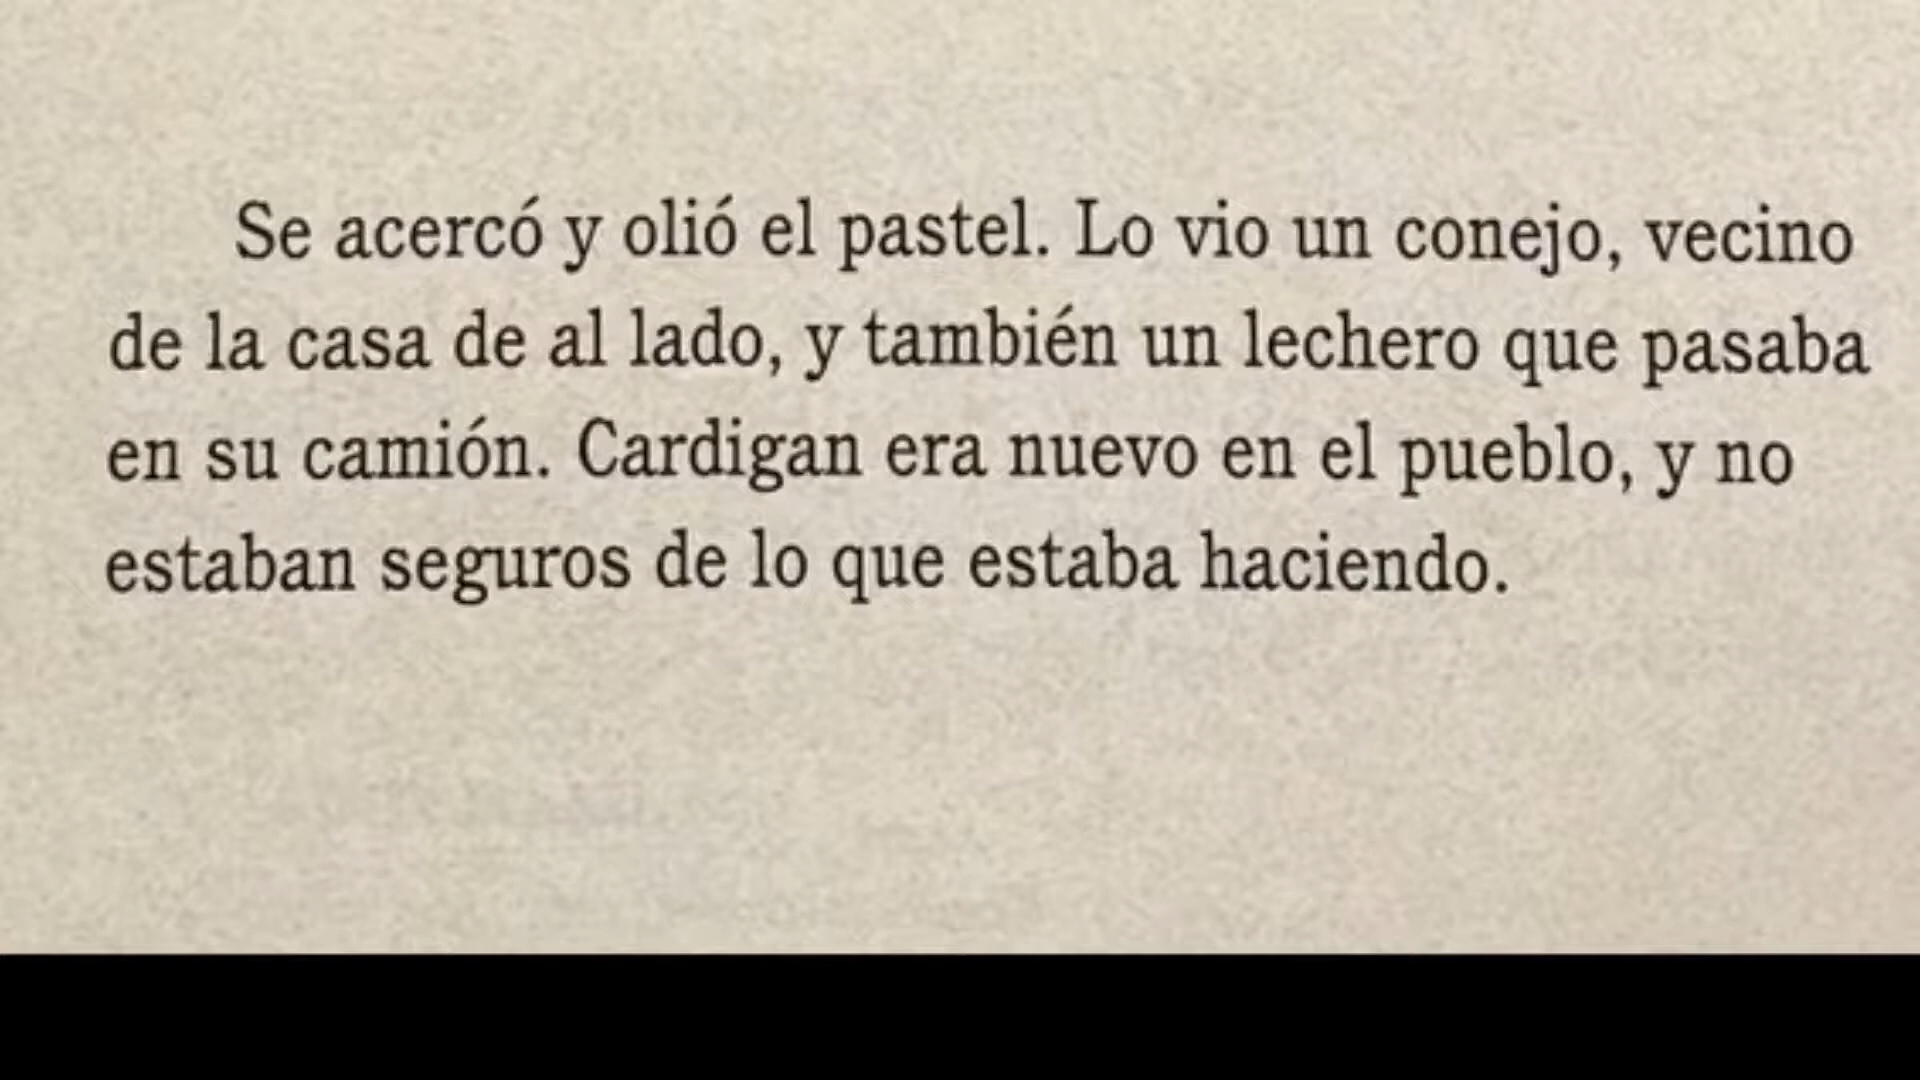 Se acercó y olió el pastel. Lo vio un conejo, vecino
de la casa de al lado, y también un lechero que pasaba
en su camión. Cardigan era nuevo en el pueblo, y no
estaban seguros de lo que estaba haciendo.